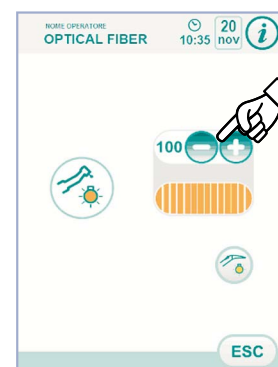 NOME OPERATORE
OPTICAL FIBER
10:35
20
nov
i
100
ESC